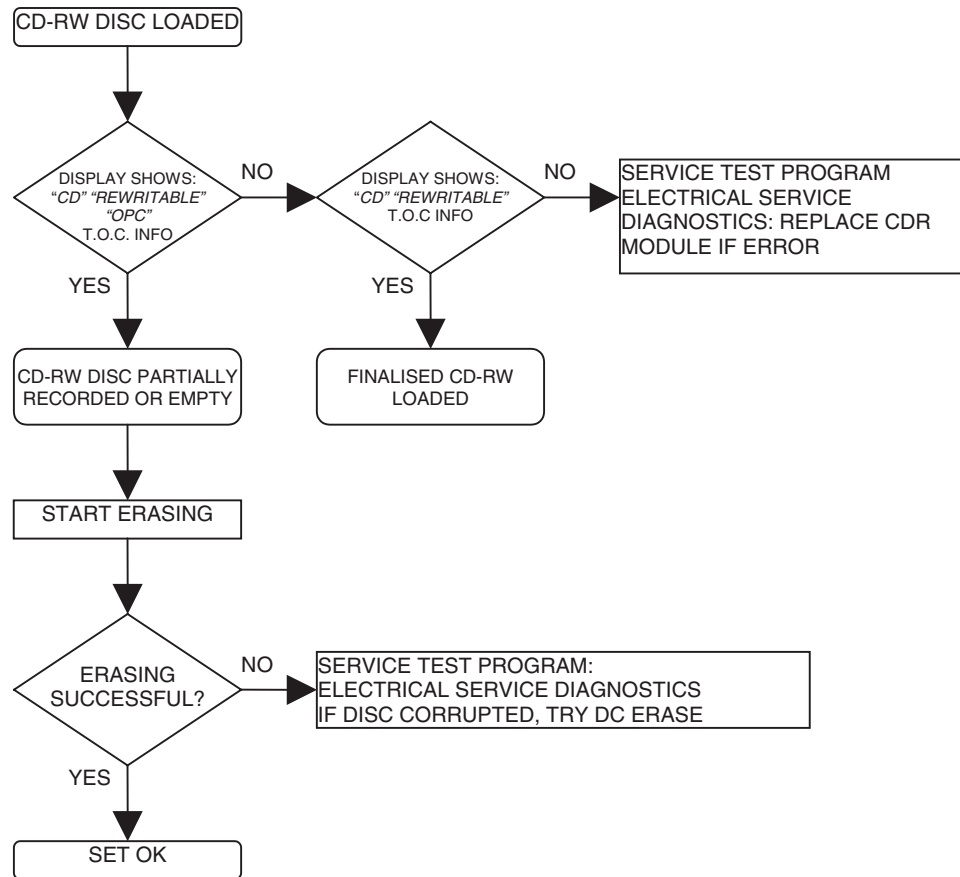 CD-RW DISC LOADED
DISPLAY SHOWS:
"CD" "REWRITABLE"
"OPC"
T.O.C. INFO
NO
DISPLAY SHOWS:
"CD" "REWRITABLE"
T.O.C INFO
NO
SERVICE TEST PROGRAM
ELECTRICAL SERVICE
DIAGNOSTICS: REPLACE CDR
MODULE IF ERROR
YES
YES
CD-RW DISC PARTIALLY
RECORDED OR EMPTY
FINALISED CD-RW
LOADED
START ERASING
ERASING
SUCCESSFUL?
NO
SERVICE TEST PROGRAM:
ELECTRICAL SERVICE DIAGNOSTICS
IF DISC CORRUPTED, TRY DC ERASE
YES
SET OK